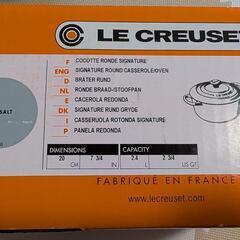 LE CREUSET
F COCOTTE RONDE SIGNATURE
ENG SIGNATURE ROUND CASSEROLE/OVEN
D BRÄTER RUND
NL RONDE BRAAD-/STOOFPAN
E CACEROLA REDONDA
DK SIGNATURE RUND GRYDE
I CASSERUOLA ROTONDA SIGNATURE
P PANELA REDONDA
SALT
DIMENSIONS CAPACITY
20 7 3/4 2.4 2 3/4
CM IN L US QT
FABRIQUÉ EN FRANCE
www.lecreuset.com